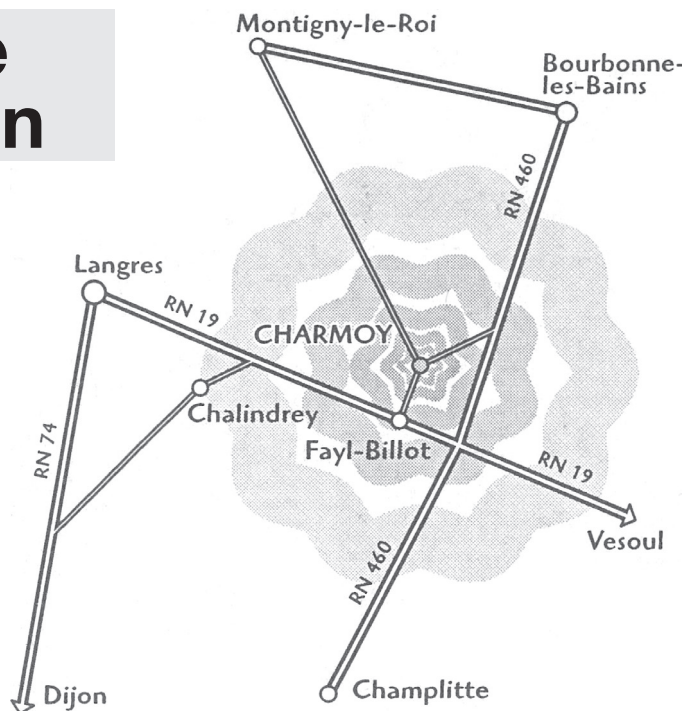 Montigny-le-Roi
Bourbonne-
les-Bains
RN 460
Langres
RN 19
CHARMOY
Chalindrey
RN 74
Fayl-Billot
RN 19
Vesoul
RN 460
Dijon
Champlitte